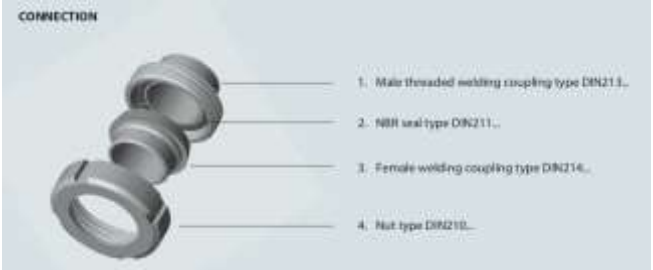 CONNECTION
1. Male threaded welding coupling type DIN213...
2. NBR seal type DIN211...
3. Female welding coupling type DIN214...
4. Nut type DIN210...